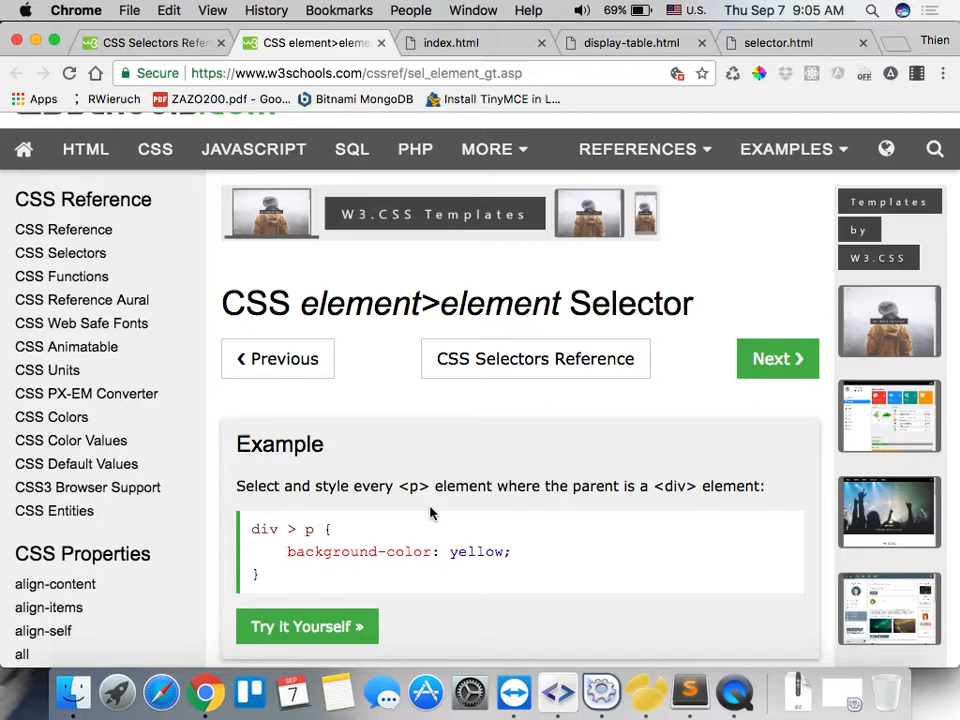 Chrome File Edit View History Bookmarks People Window Help 69% U.S. Thu Sep 7 9:05 AM
CSS Selectors Refere × CSS element>eleme × index.html × display-table.html × selector.html × Thien
Secure https://www.w3schools.com/cssref/sel_element_gt.asp
Apps RWieruch PDF ZAZO200.pdf - Goo... Bitnami MongoDB Install TinyMCE in L...
HTML CSS JAVASCRIPT SQL PHP MORE REFERENCES EXAMPLES
CSS Reference
CSS Reference
CSS Selectors
CSS Functions
CSS Reference Aural
CSS Web Safe Fonts
CSS Animatable
CSS Units
CSS PX-EM Converter
CSS Colors
CSS Color Values
CSS Default Values
CSS3 Browser Support
CSS Entities
CSS Properties
align-content
align-items
align-self
all
W3.CSS Templates
CSS element>element Selector
❮ Previous CSS Selectors Reference Next ❯
Example
Select and style every <p> element where the parent is a <div> element:
div > p {
background-color: yellow;
}
Try it Yourself »
Templates
by
W3.CSS
SEP
7